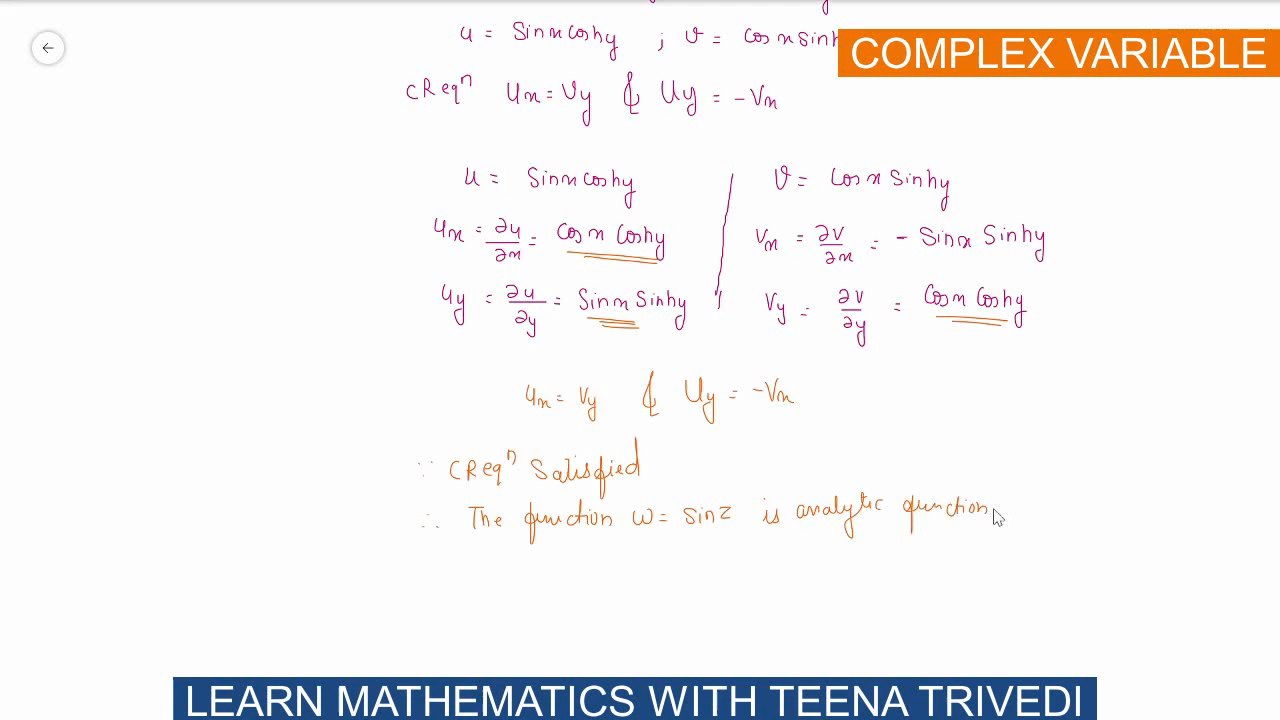 u = Sinx coshy ; v = cosx sinh
COMPLEX VARIABLE
CReqⁿ ux = vy & uy = -vx
u = Sinx coshy
v = cosx Sinhy
ux = ∂u/∂x = cosx coshy
vx = ∂v/∂x = - Sinx Sinhy
uy = ∂u/∂y = Sinx Sinhy
vy = ∂v/∂y = cosx coshy
ux = vy & uy = -vx
∵ CReqⁿ Satisfied
∴ The function w = sinz is analytic function
LEARN MATHEMATICS WITH TEENA TRIVEDI